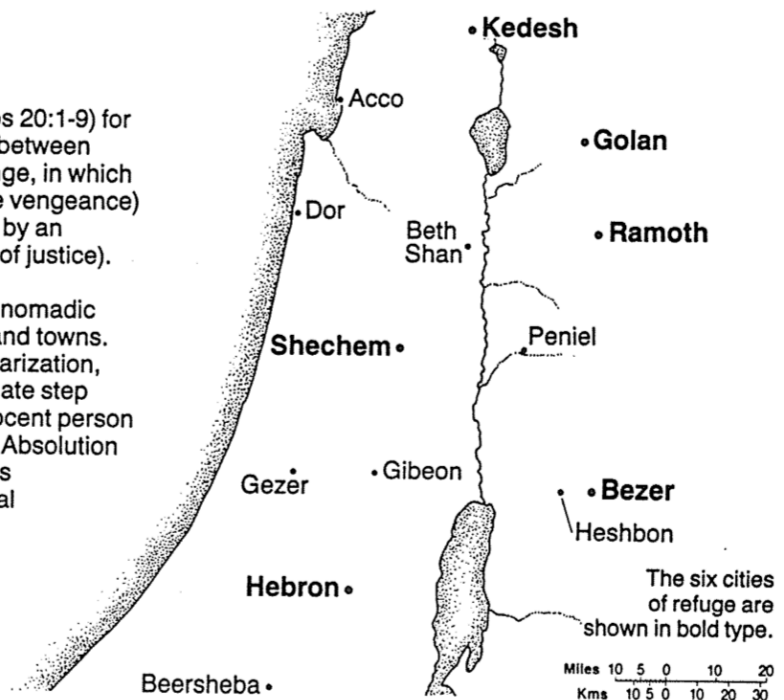 os 20:1-9) for
between
nge, in which
e vengeance)
by an
of justice).
nomadic
and towns.
arization,
ate step
ocent person
Absolution
s
al
Kedesh
Acco
Golan
Dor
Beth
Shan
Ramoth
Shechem
Peniel
Gezer
Gibeon
Bezer
Heshbon
Hebron
The six cities
of refuge are
shown in bold type.
Beersheba
Miles 10 5 0 10 20
Kms 10 5 0 10 20 30